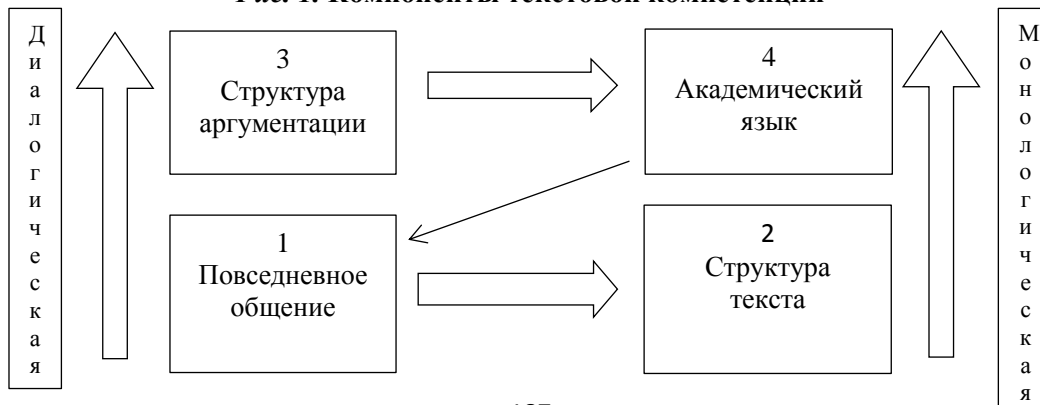 Диалогическая
3
Структура
аргументации
4
Академический
язык
Монологическая
1
Повседневное
общение
2
Структура
текста